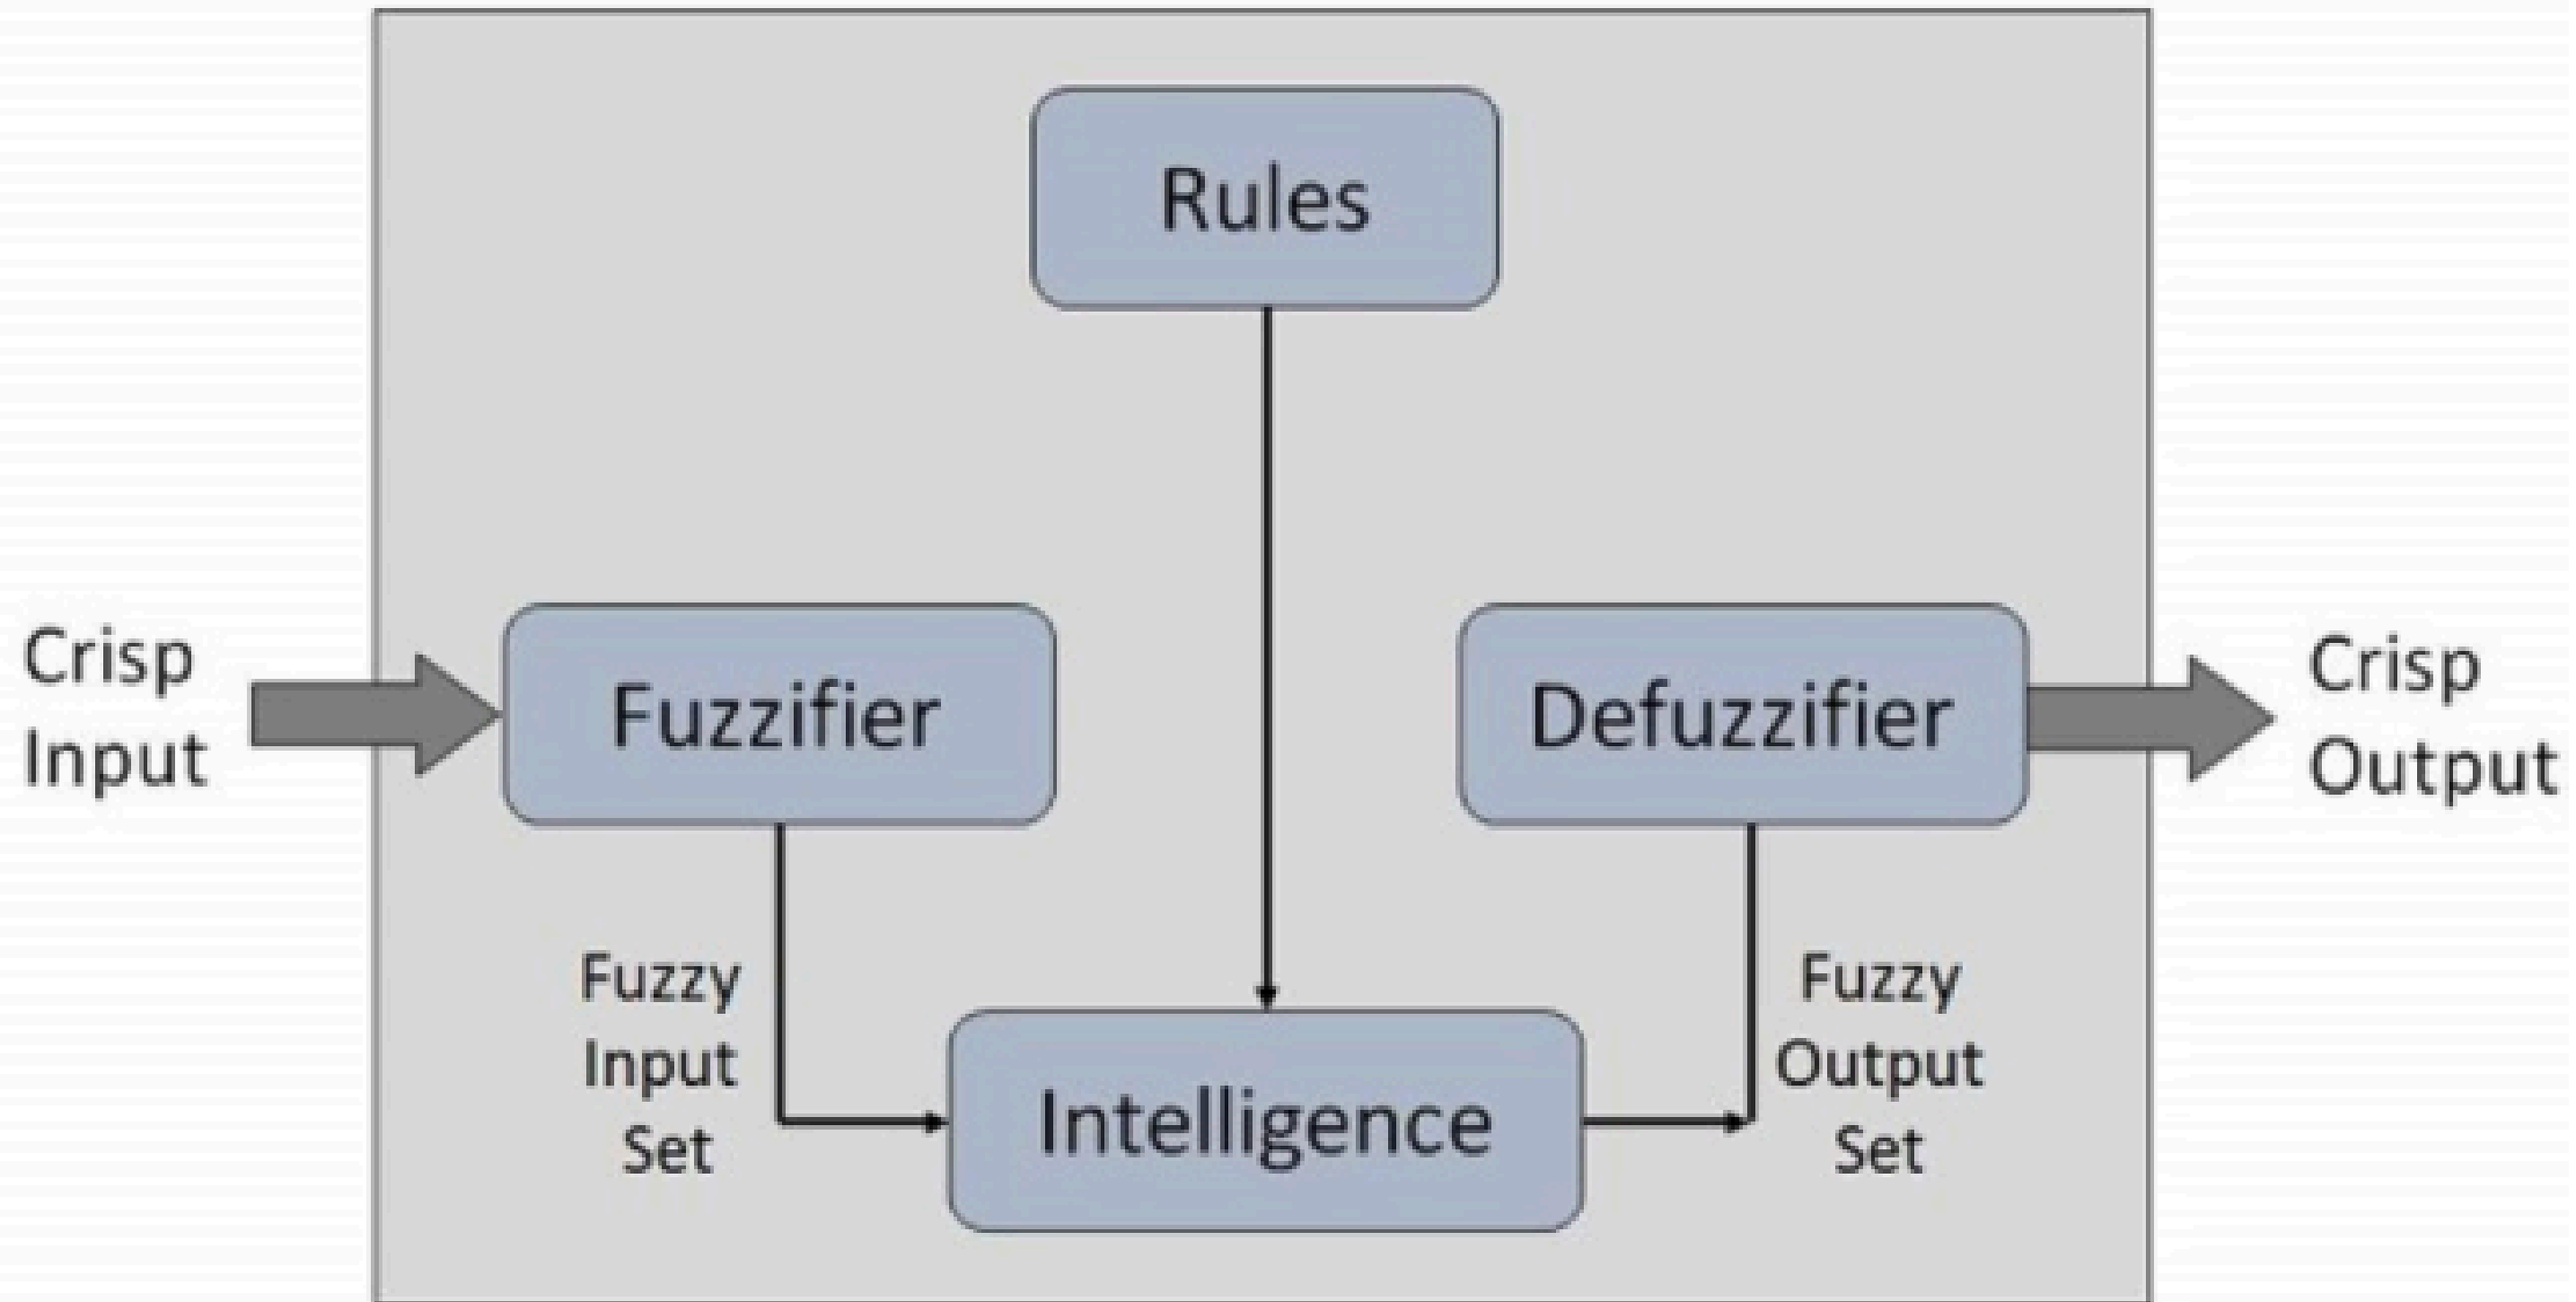 Rules
Crisp
Input
Fuzzifier
Defuzzifier
Crisp
Output
Fuzzy
Input
Set
Intelligence
Fuzzy
Output
Set